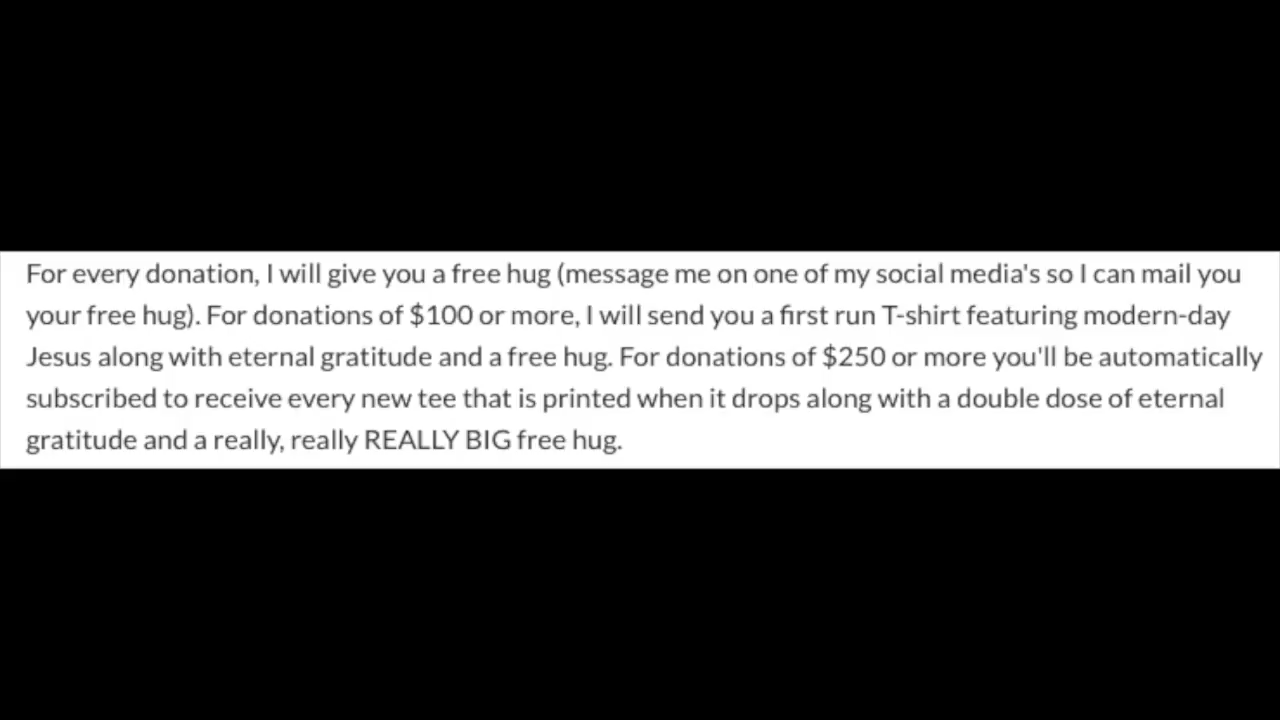 For every donation, I will give you a free hug (message me on one of my social media's so I can mail you
your free hug). For donations of $100 or more, I will send you a first run T-shirt featuring modern-day
Jesus along with eternal gratitude and a free hug. For donations of $250 or more you'll be automatically
subscribed to receive every new tee that is printed when it drops along with a double dose of eternal
gratitude and a really, really REALLY BIG free hug.